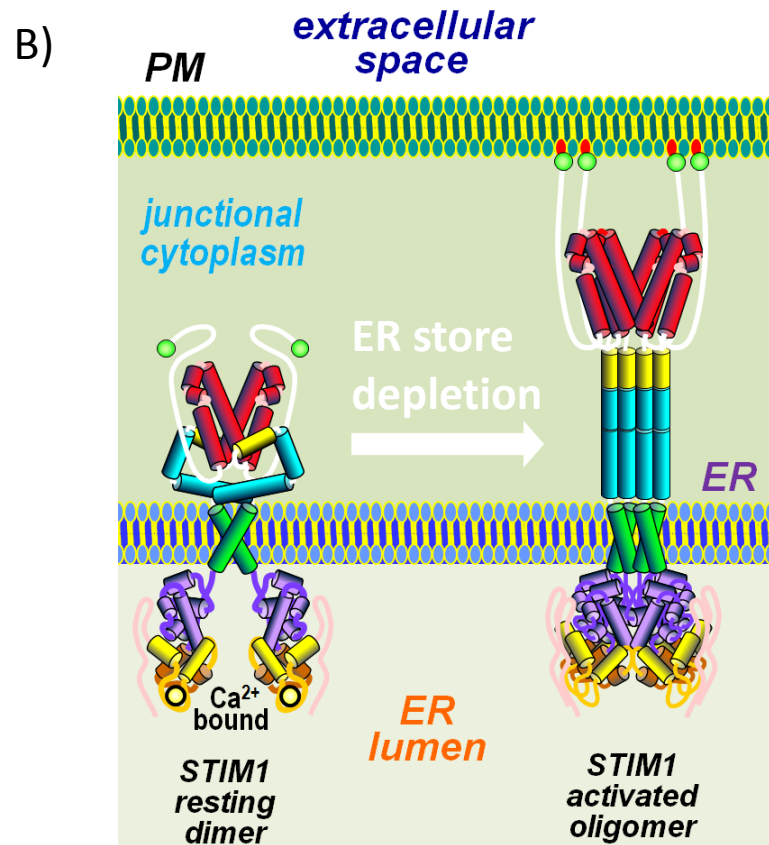 B)
extracellular
space
PM
junctional
cytoplasm
ER store
depletion
ER
Ca²⁺
bound
ER
lumen
STIM1
resting
dimer
STIM1
activated
oligomer